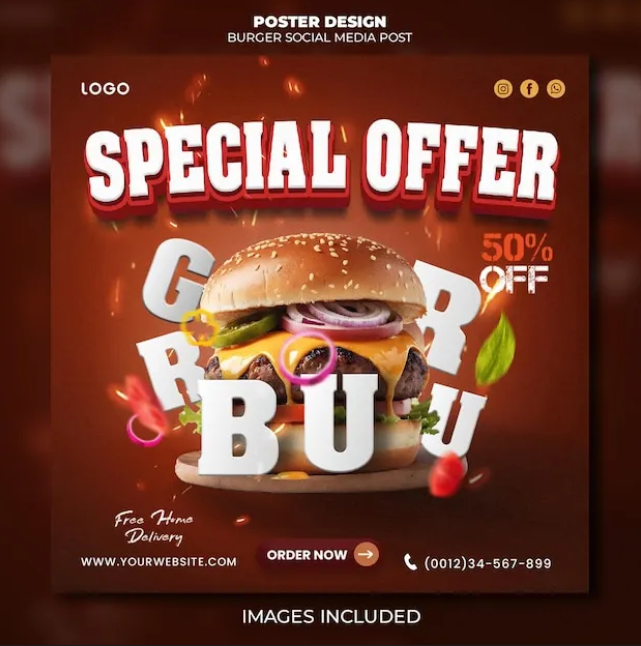 POSTER DESIGN
BURGER SOCIAL MEDIA POST
LOGO
SPECIAL OFFER
50%
OFF
G
R
R
B U
U
Free Home
Delivery
WWW.YOURWEBSITE.COM
ORDER NOW
(0012)34-567-899
IMAGES INCLUDED